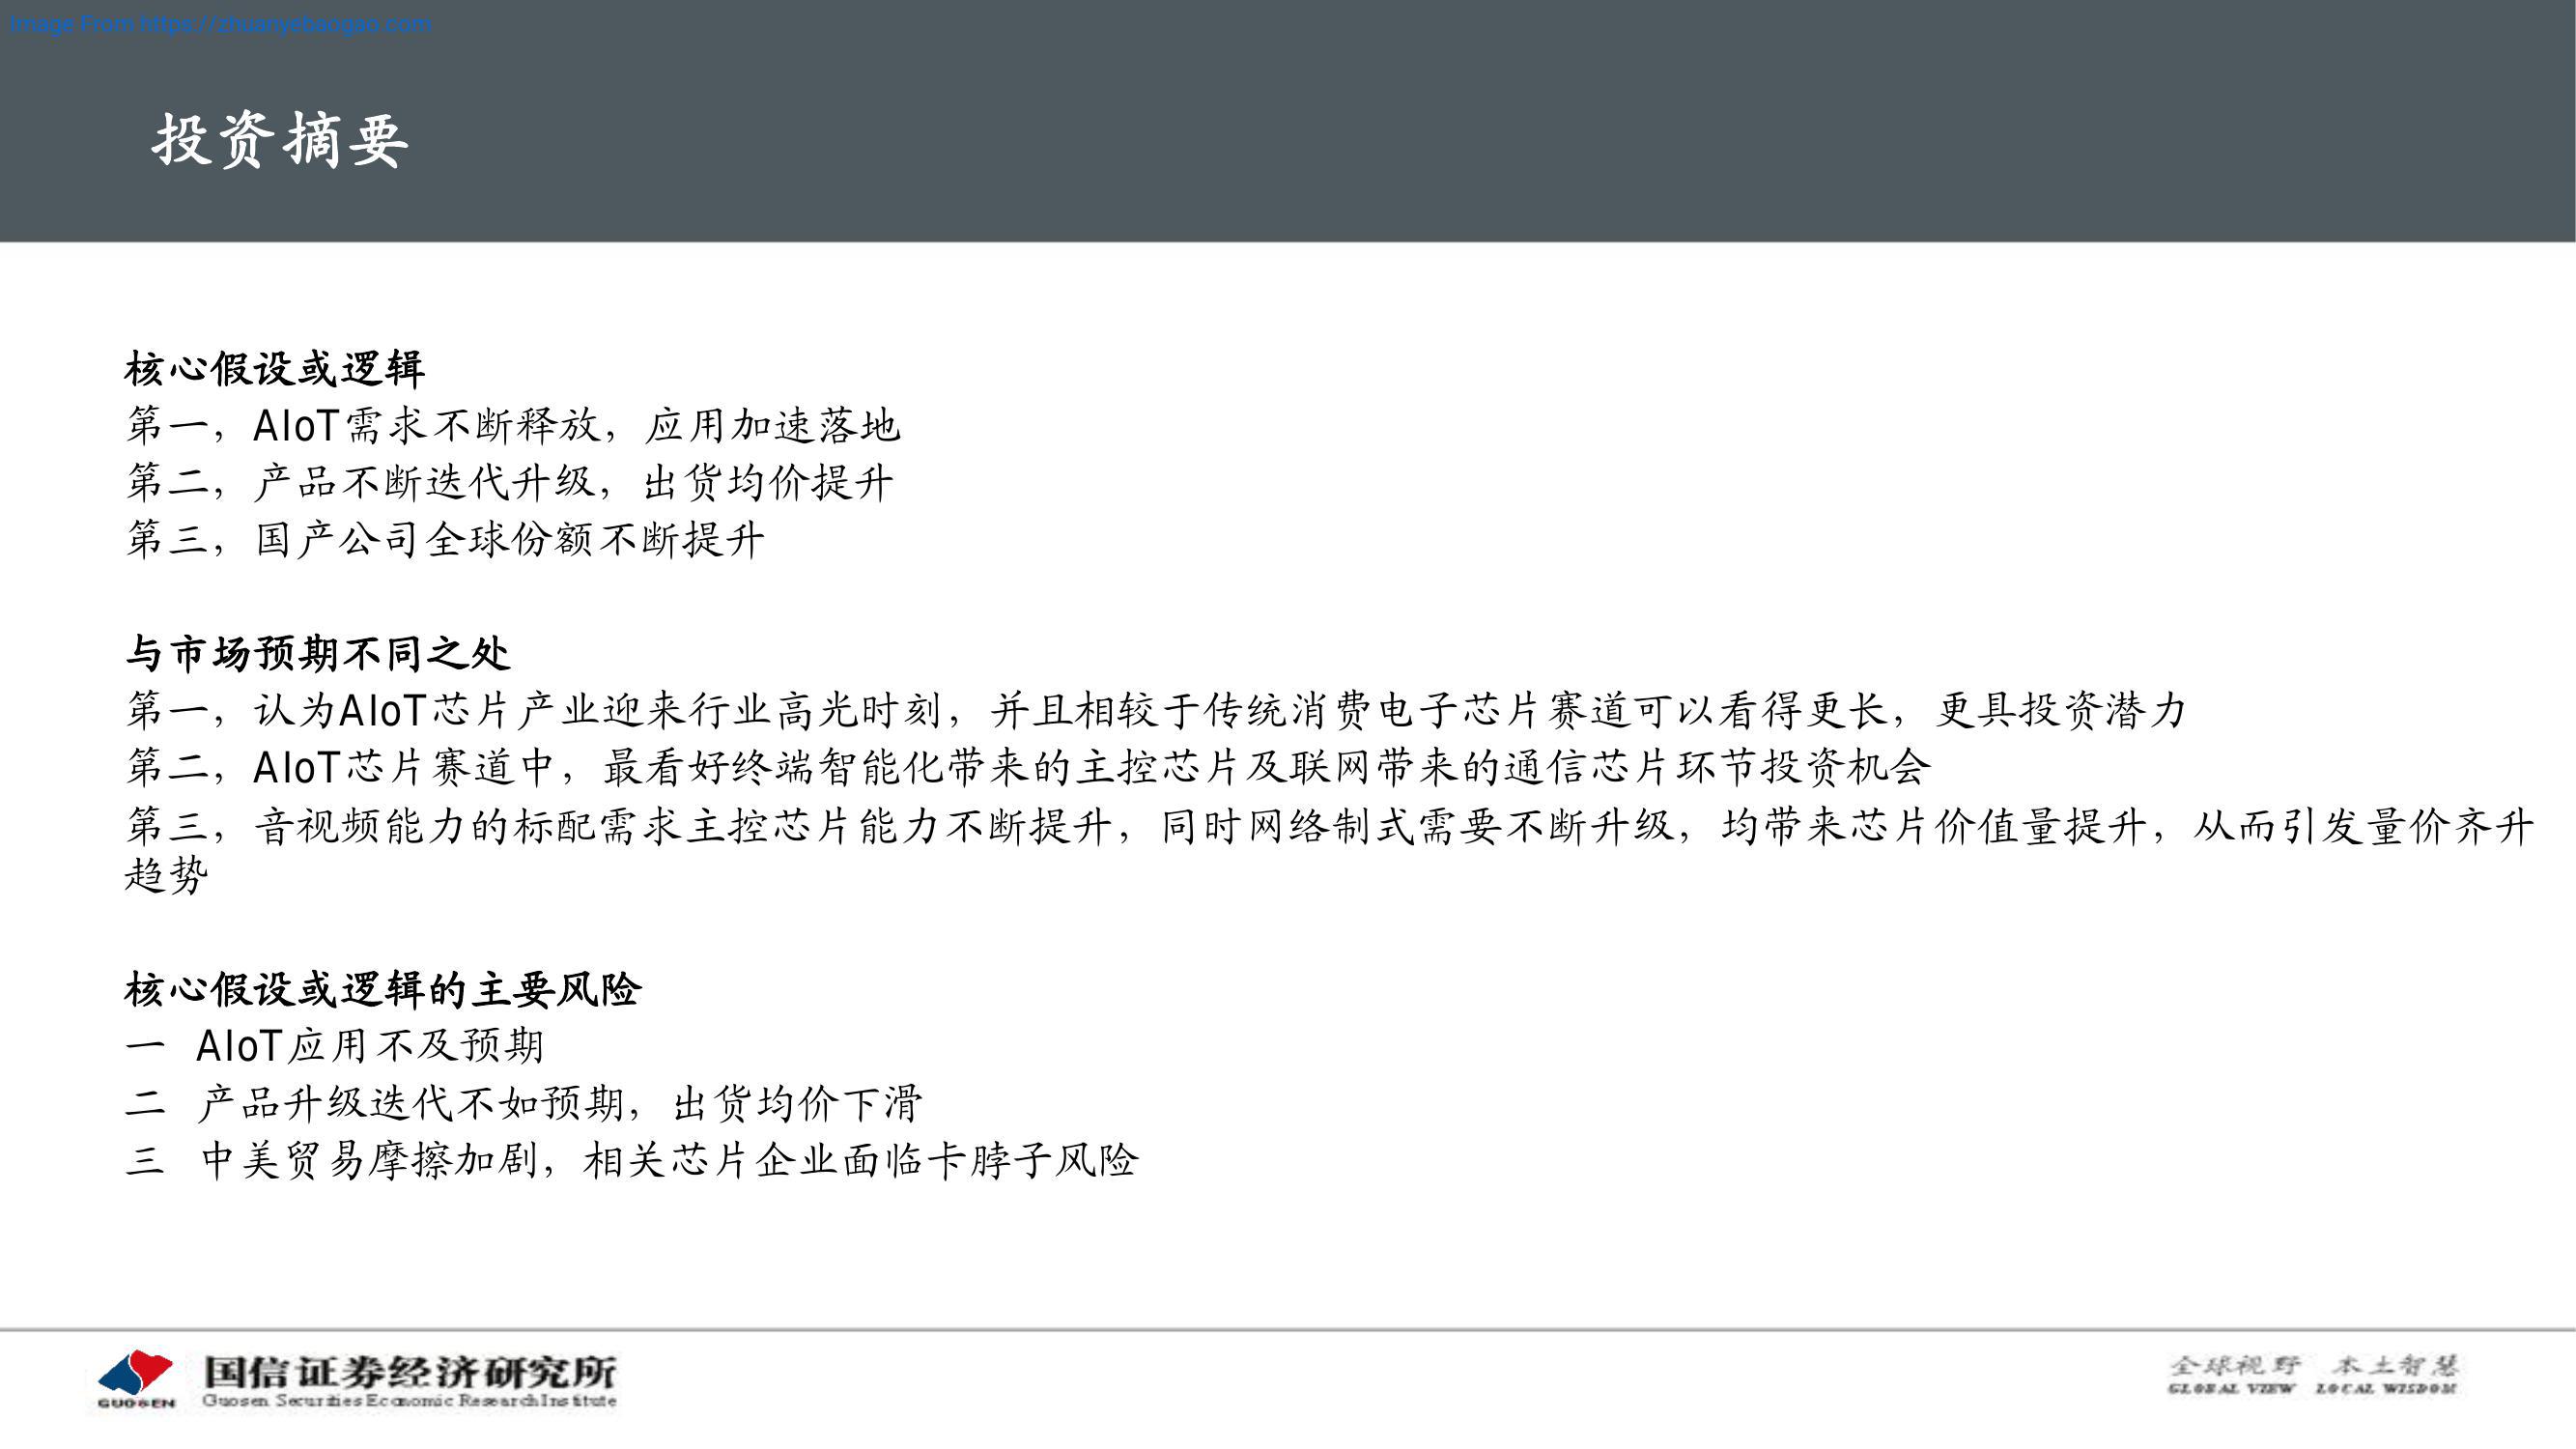 Image From https://zhuanyebaogao.com
投资摘要
核心假设或逻辑
第一，AIoT需求不断释放，应用加速落地
第二，产品不断迭代升级，出货均价提升
第三，国产公司全球份额不断提升
与市场预期不同之处
第一，认为AIoT芯片产业迎来行业高光时刻，并且相较于传统消费电子芯片赛道可以看得更长，更具投资潜力
第二，AIoT芯片赛道中，最看好终端智能化带来的主控芯片及联网带来的通信芯片环节投资机会
第三，音视频能力的标配需求主控芯片能力不断提升，同时网络制式需要不断升级，均带来芯片价值量提升，从而引发量价齐升
趋势
核心假设或逻辑的主要风险
一 AIoT应用不及预期
二 产品升级迭代不如预期，出货均价下滑
三 中美贸易摩擦加剧，相关芯片企业面临卡脖子风险
GUOSEN
国信证券经济研究所
Guosen Securities Economic Research Institute
全球视野 本土智慧
GLOBAL VIEW LOCAL WISDOM